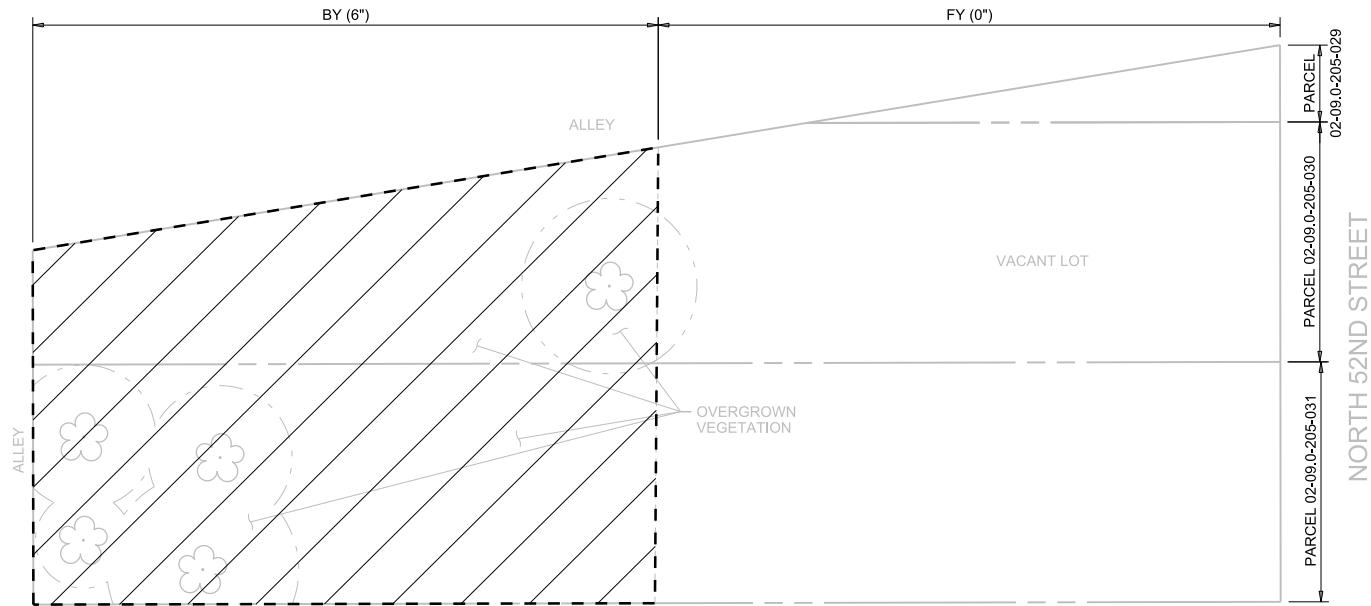 BY (6")
FY (0")
ALLEY
PARCEL
02-09.0-205-029
PARCEL 02-09.0-205-030
VACANT LOT
NORTH 52ND STREET
OVERGROWN
VEGETATION
ALLEY
PARCEL 02-09.0-205-031